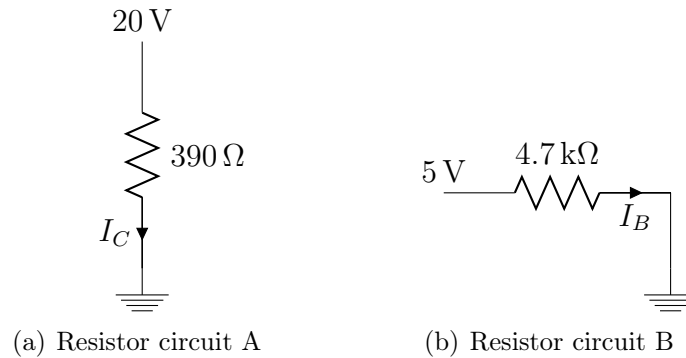 20 V
390 Ω
I_C
5 V
4.7 kΩ
I_B
(a) Resistor circuit A
(b) Resistor circuit B